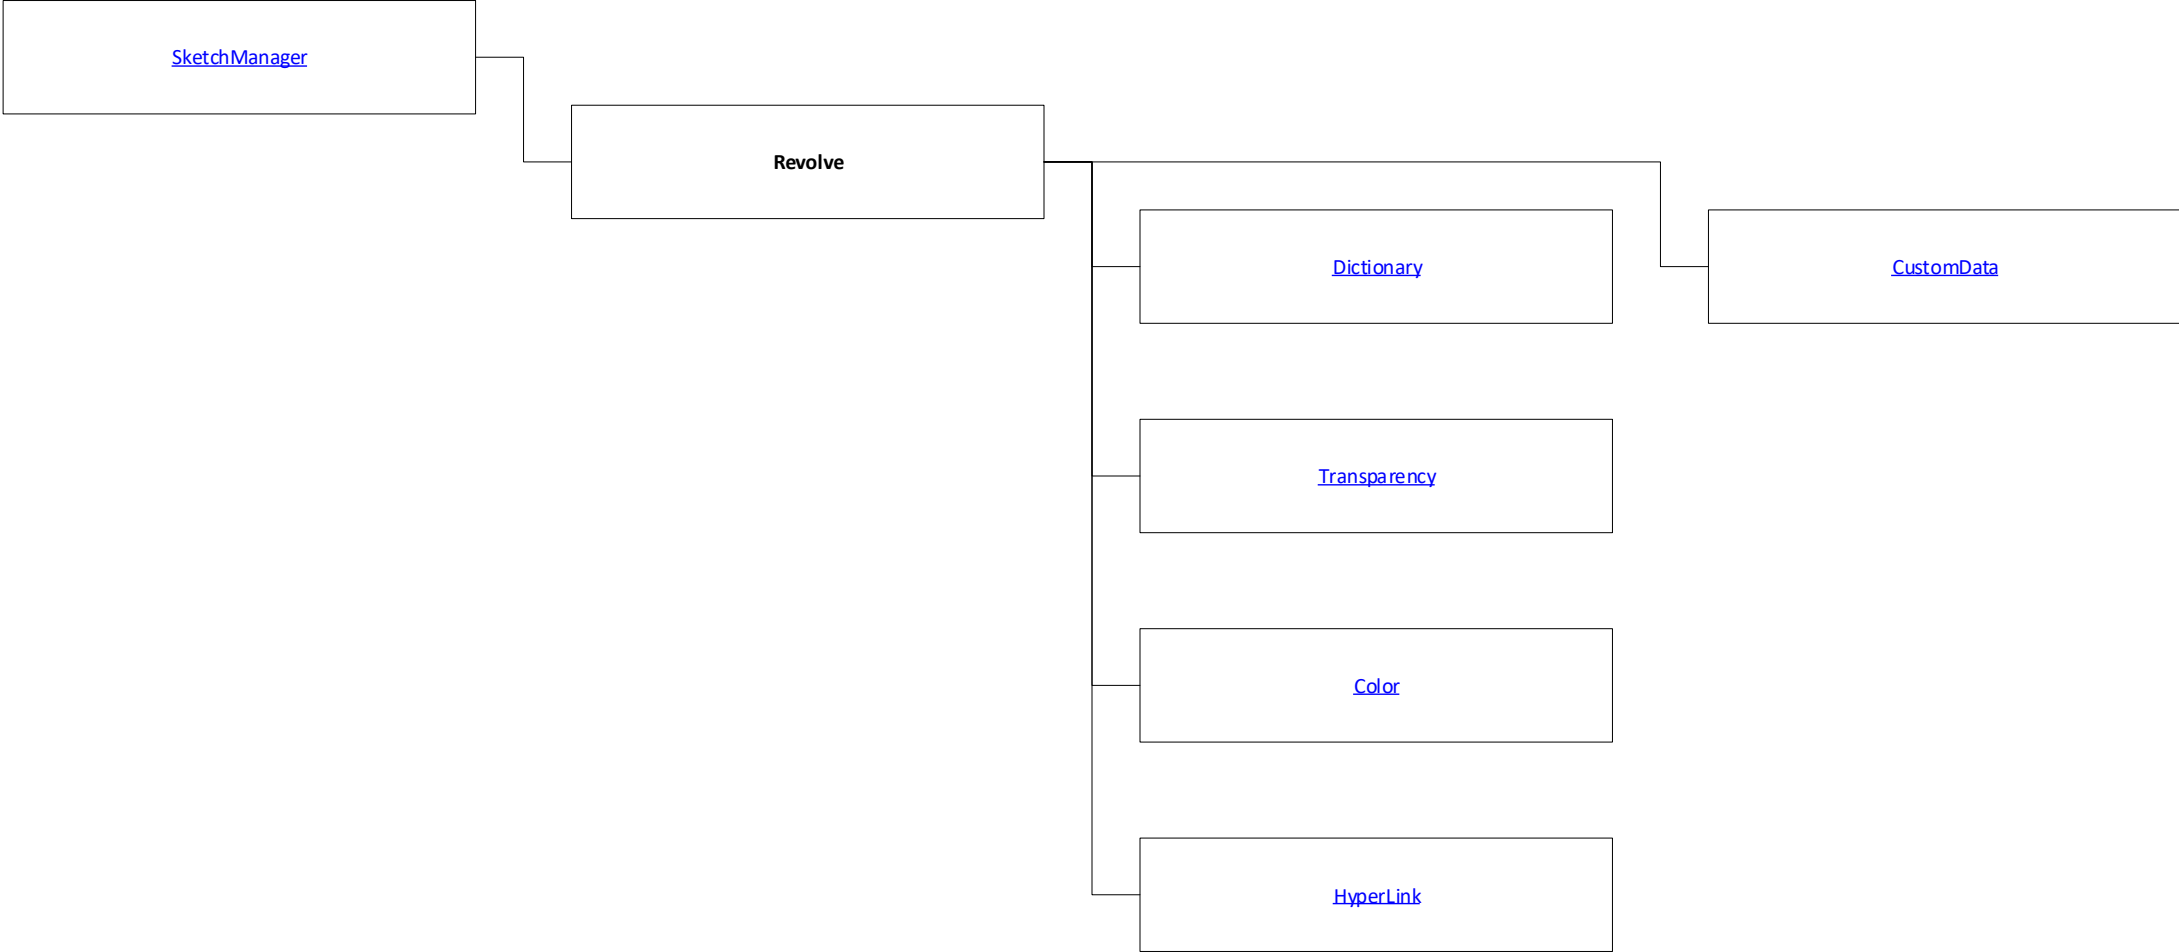 SketchManager
Revolve
Dictionary
CustomData
Transparency
Color
HyperLink